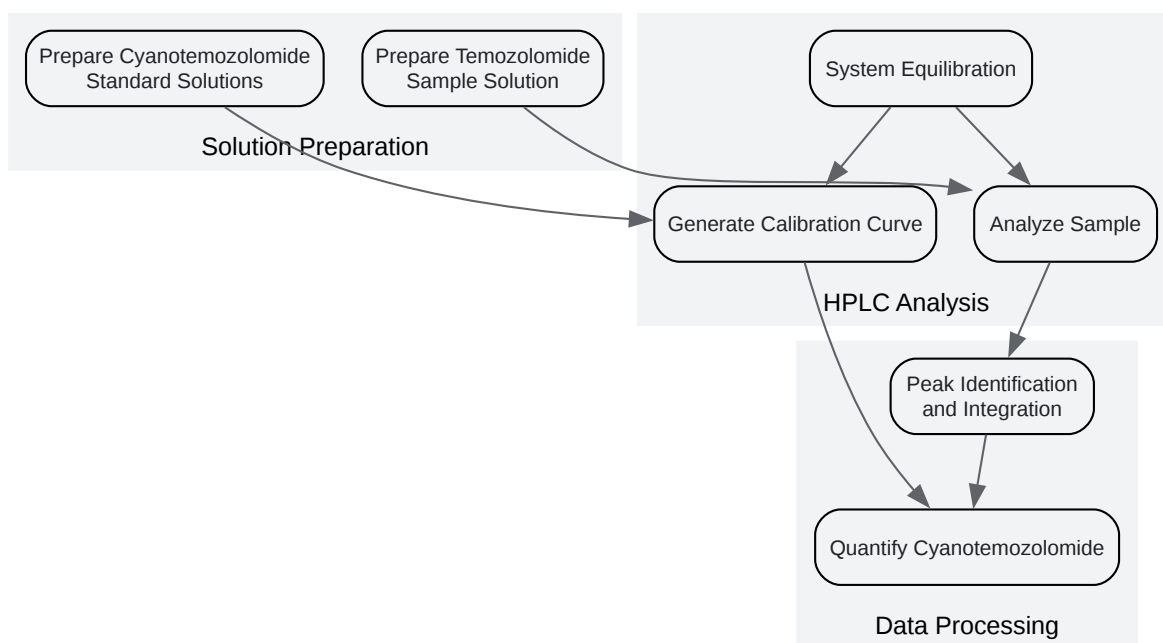 Prepare Cyanotemozolomide
Standard Solutions
Prepare Temozolomide
Sample Solution
Solution Preparation
System Equilibration
Generate Calibration Curve
Analyze Sample
HPLC Analysis
Peak Identification
and Integration
Quantify Cyanotemozolomide
Data Processing